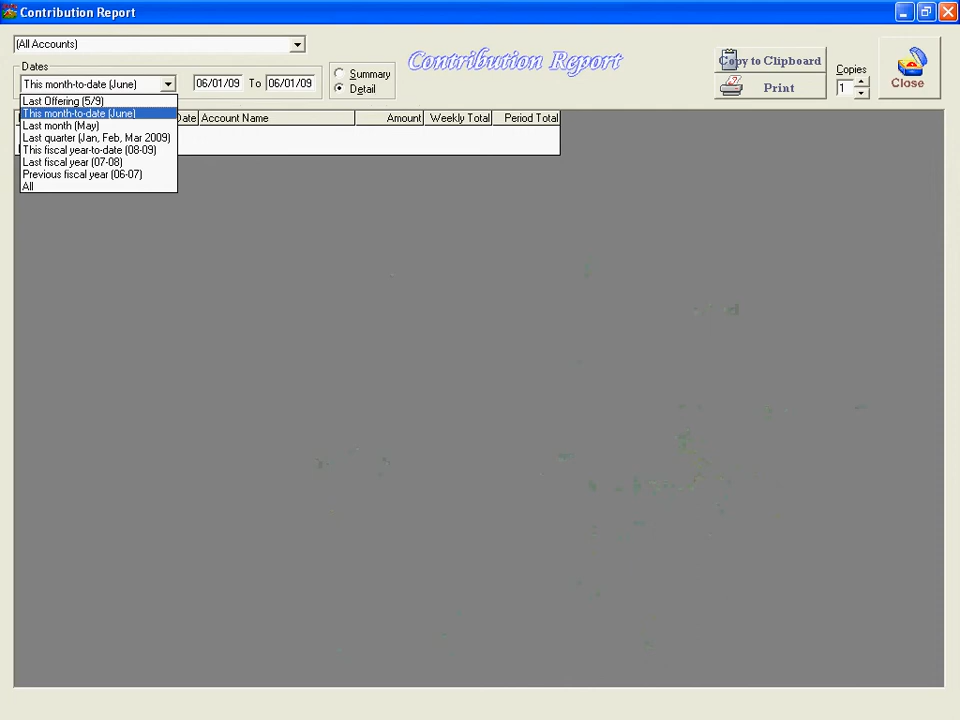 Contribution Report
(All Accounts)
Dates
This month-to-date (June)
06/01/09 To 06/01/09
Summary
Detail
Contribution Report
Copy to Clipboard
Print
Copies
1
Close
Last Offering (5/9)
This month-to-date (June)
Last month (May)
Last quarter (Jan, Feb, Mar 2009)
This fiscal year-to-date (08-09)
Last fiscal year (07-08)
Previous fiscal year (06-07)
All
Date Account Name Amount Weekly Total Period Total